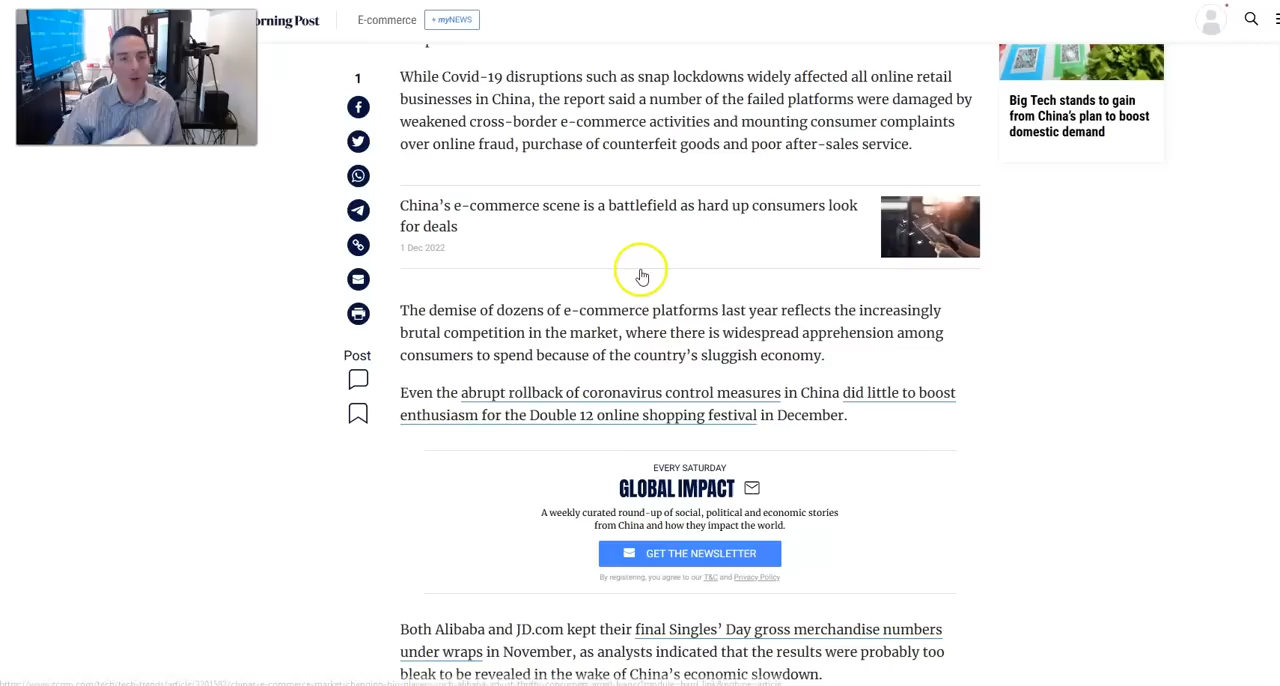 orning Post
E-commerce
+ myNEWS
1
While Covid-19 disruptions such as snap lockdowns widely affected all online retail
businesses in China, the report said a number of the failed platforms were damaged by
weakened cross-border e-commerce activities and mounting consumer complaints
over online fraud, purchase of counterfeit goods and poor after-sales service.
Big Tech stands to gain
from China's plan to boost
domestic demand
China's e-commerce scene is a battlefield as hard up consumers look
for deals
1 Dec 2022
The demise of dozens of e-commerce platforms last year reflects the increasingly
brutal competition in the market, where there is widespread apprehension among
consumers to spend because of the country's sluggish economy.
Post
Even the abrupt rollback of coronavirus control measures in China did little to boost
enthusiasm for the Double 12 online shopping festival in December.
EVERY SATURDAY
GLOBAL IMPACT
A weekly curated round-up of social, political and economic stories
from China and how they impact the world.
GET THE NEWSLETTER
By registering, you agree to our T&C and Privacy Policy
Both Alibaba and JD.com kept their final Singles' Day gross merchandise numbers
under wraps in November, as analysts indicated that the results were probably too
bleak to be revealed in the wake of China's economic slowdown.